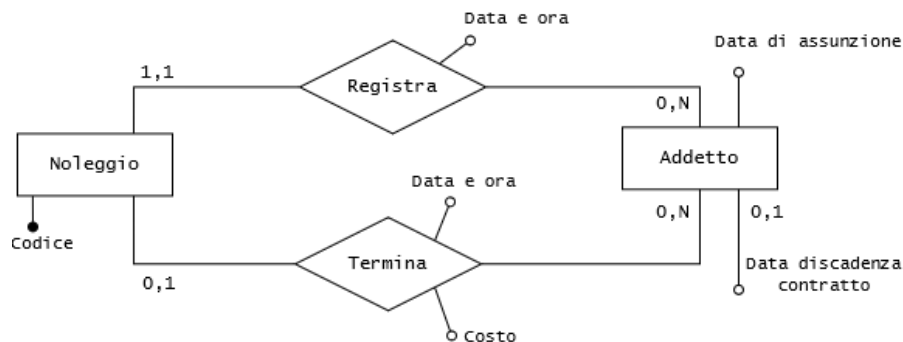 Data e ora
Data di assunzione
1,1
Registra
0,N
Noleggio
Addetto
Data e ora
0,N
0,1
Codice
Termina
0,1
Data discadenza
contratto
Costo